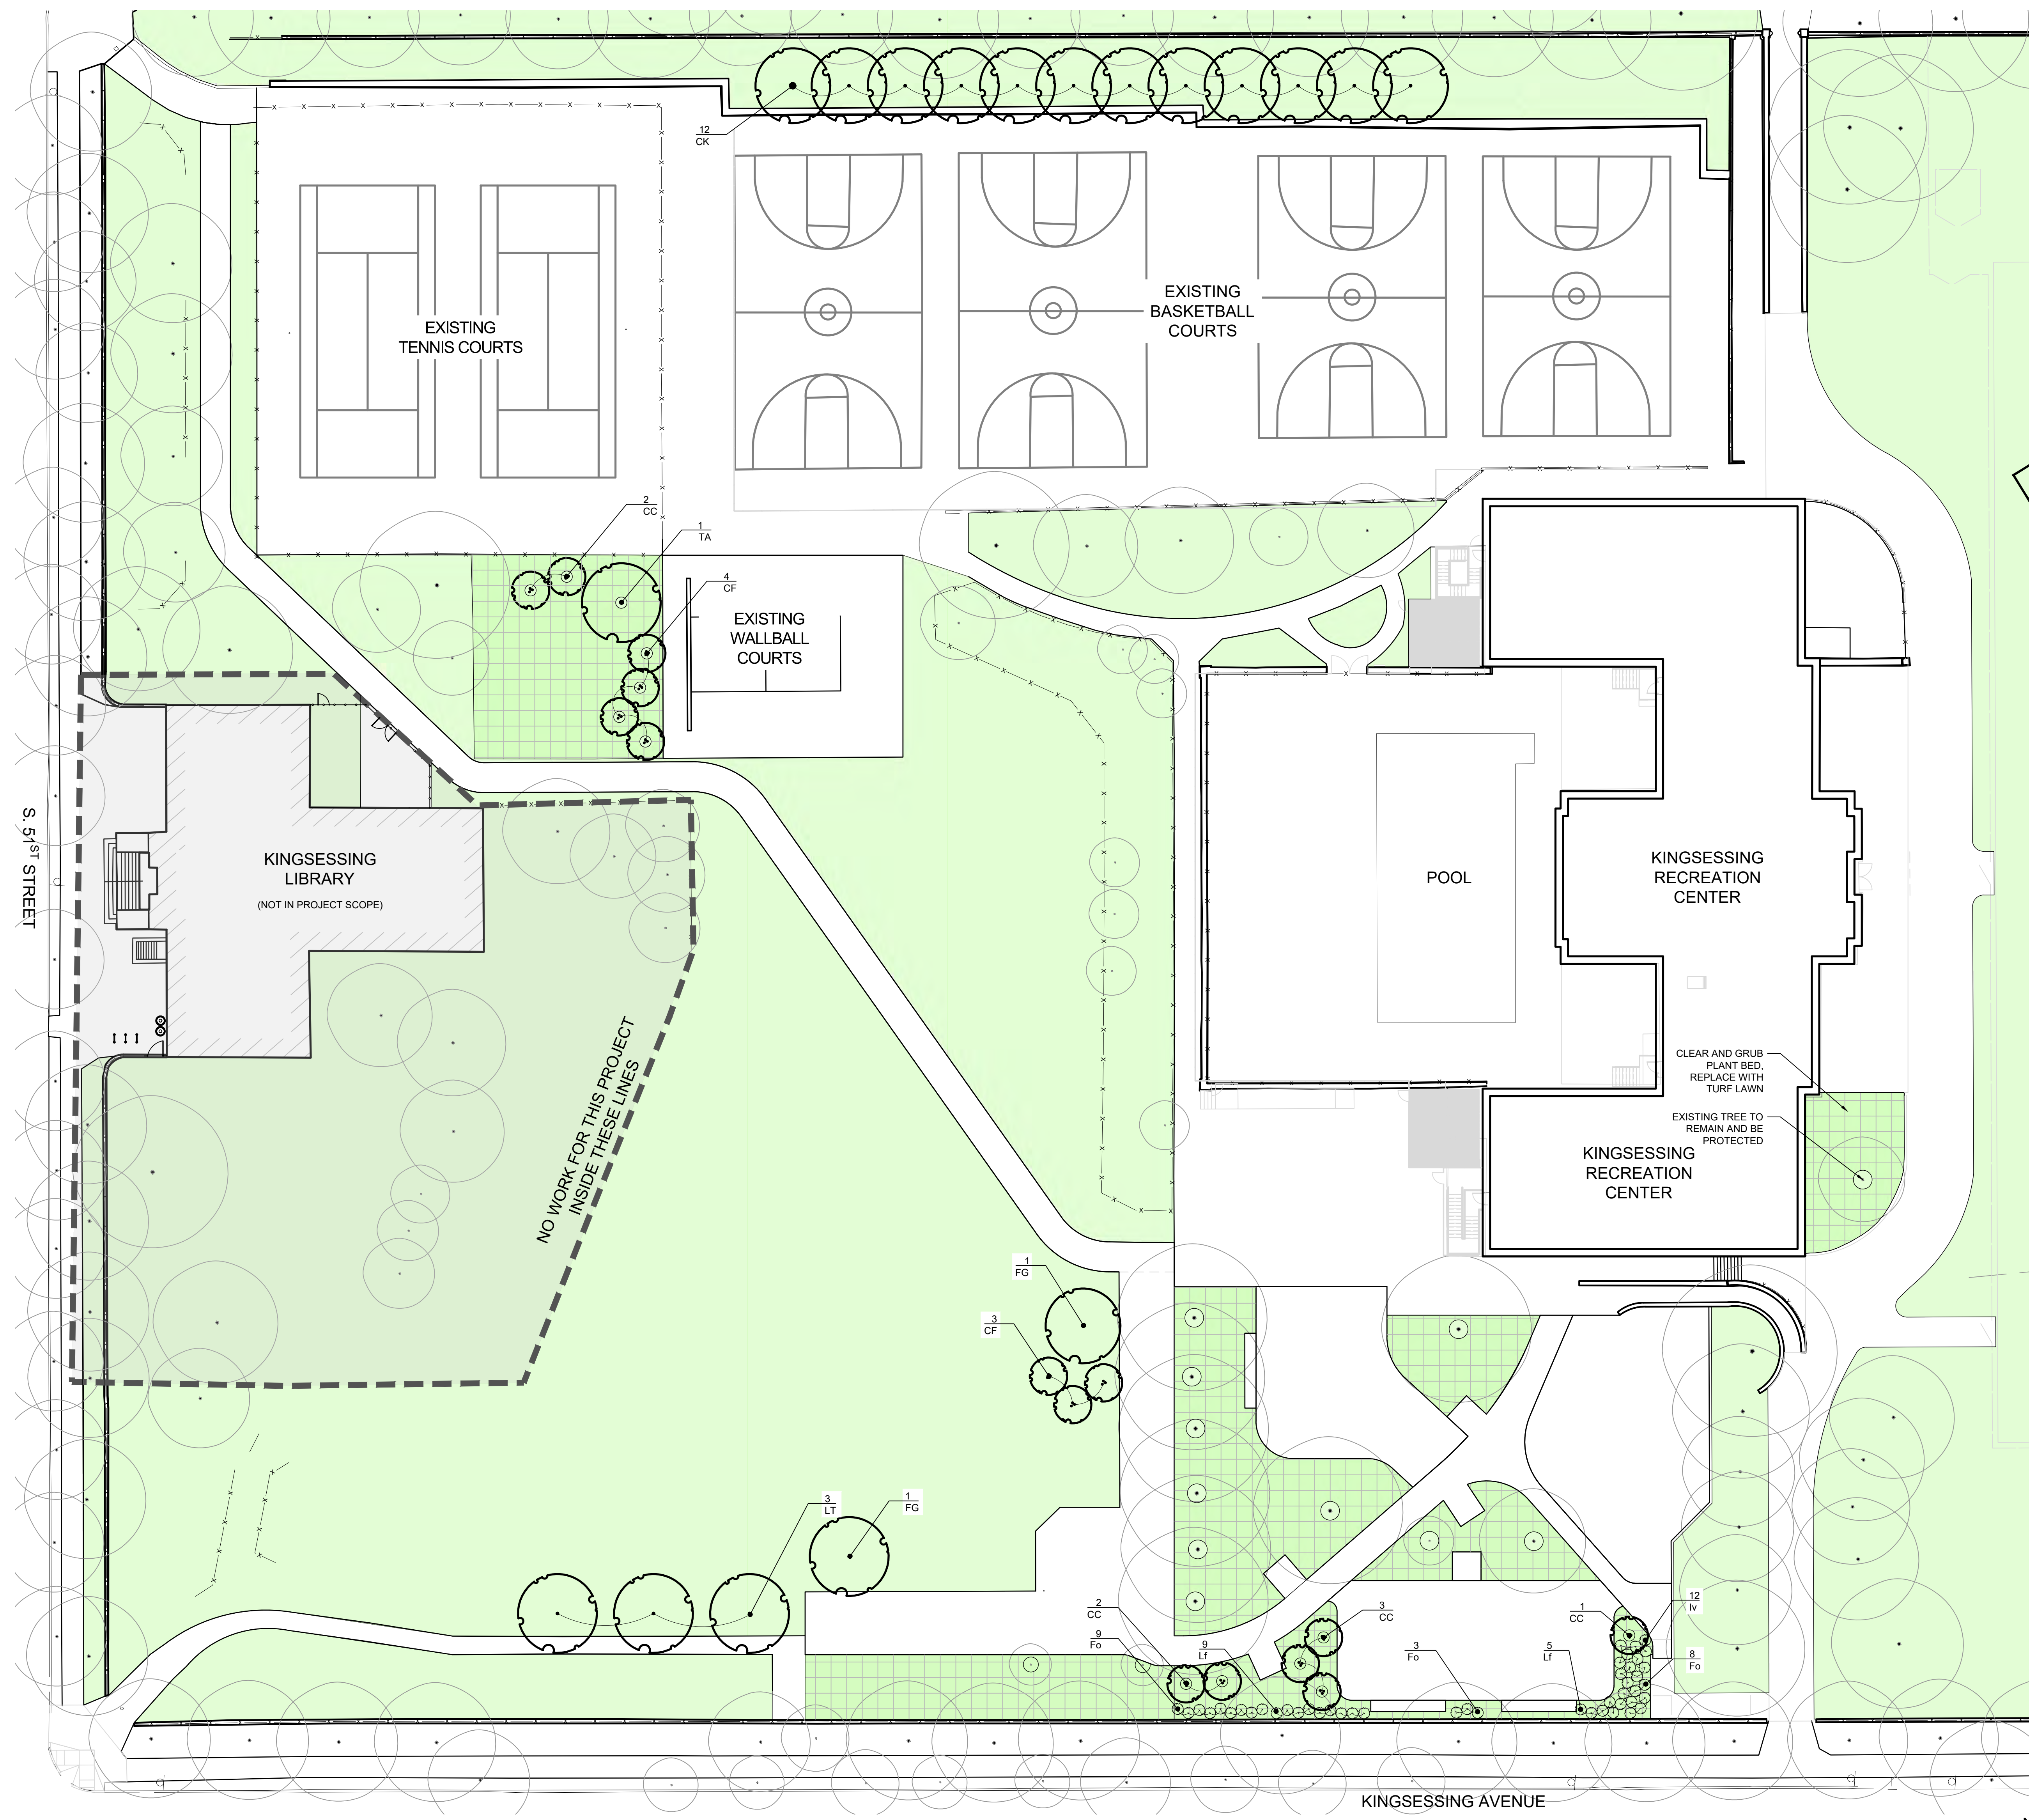 12
CK
EXISTING
TENNIS COURTS
EXISTING
BASKETBALL
COURTS
2
CC
1
TA
4
CF
EXISTING
WALLBALL
COURTS
S. 51ST STREET
KINGSESSING
LIBRARY
(NOT IN PROJECT SCOPE)
POOL
KINGSESSING
RECREATION
CENTER
NO WORK FOR THIS PROJECT
INSIDE THESE LINES
CLEAR AND GRUB
PLANT BED,
REPLACE WITH
TURF LAWN
EXISTING TREE TO
REMAIN AND BE
PROTECTED
KINGSESSING
RECREATION
CENTER
1
FG
3
CF
3
LT
1
FG
2
CC
9
Fo
9
Lf
3
CC
3
Fo
5
Lf
1
CC
12
Iv
8
Fo
KINGSESSING AVENUE